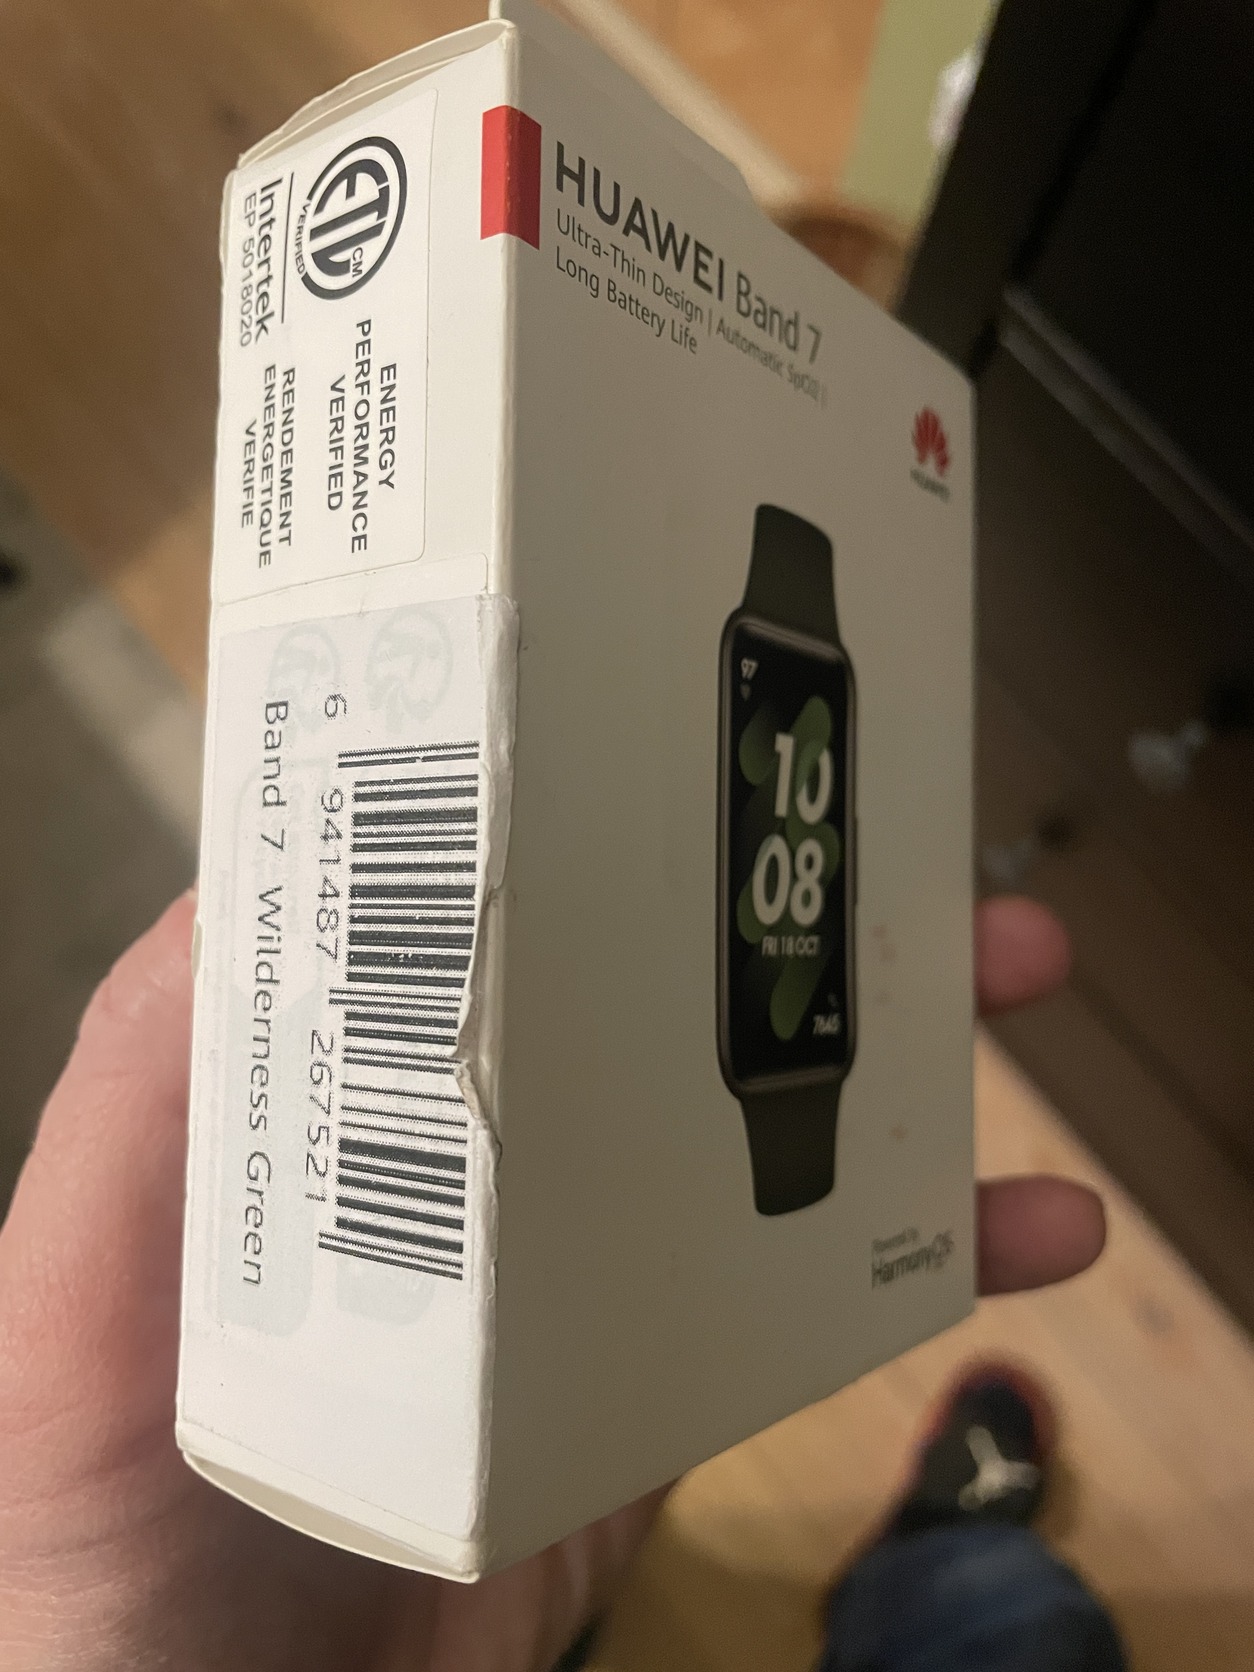 HUAWEI Band 7
Ultra-Thin Design | Automatic SpO2 |
Long Battery Life
HUAWEI
97
10
08
FRI 18 OCT
7645
Powered by
HarmonyOS
ETL CM
VERIFIED
Intertek
EP 5018020
ENERGY
PERFORMANCE
VERIFIED
RENDEMENT
ENERGETIQUE
VERIFIE
6 941487 267521
Band 7 Wilderness Green